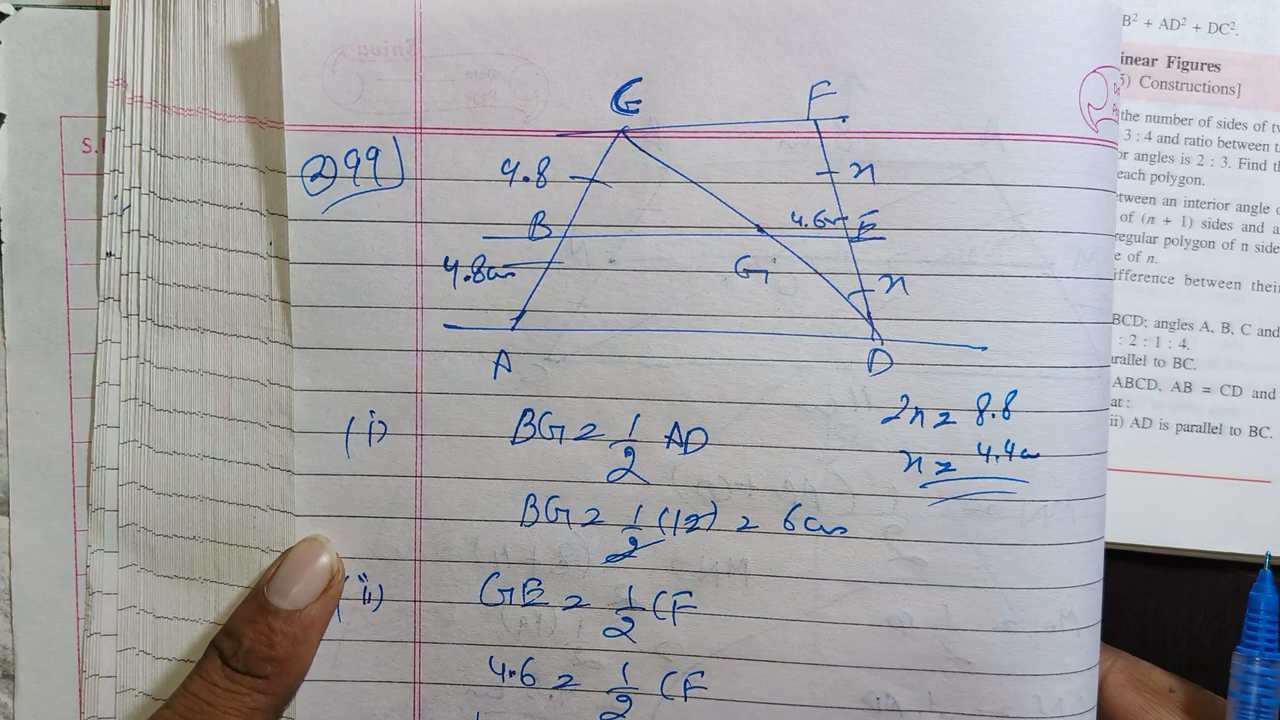 B² + AD² + DC².
inear Figures
5) Constructions]
the number of sides of t
3 : 4 and ratio between t
or angles is 2 : 3. Find t
each polygon.
tween an interior angle
of (n + 1) sides and a
regular polygon of n side
e of n.
ifference between thei
BCD; angles A, B, C and
: 2 : 1 : 4.
arallel to BC.
ABCD, AB = CD and
at :
ii) AD is parallel to BC.
S.
C F
299
4.8 x
B 4.6 E
4.8cm G x
A D
2x = 8.8
x = 4.4cm
(i) BG = 1/2 AD
BG = 1/2 (12) = 6cm
(ii) GE = 1/2 CF
4.6 = 1/2 CF